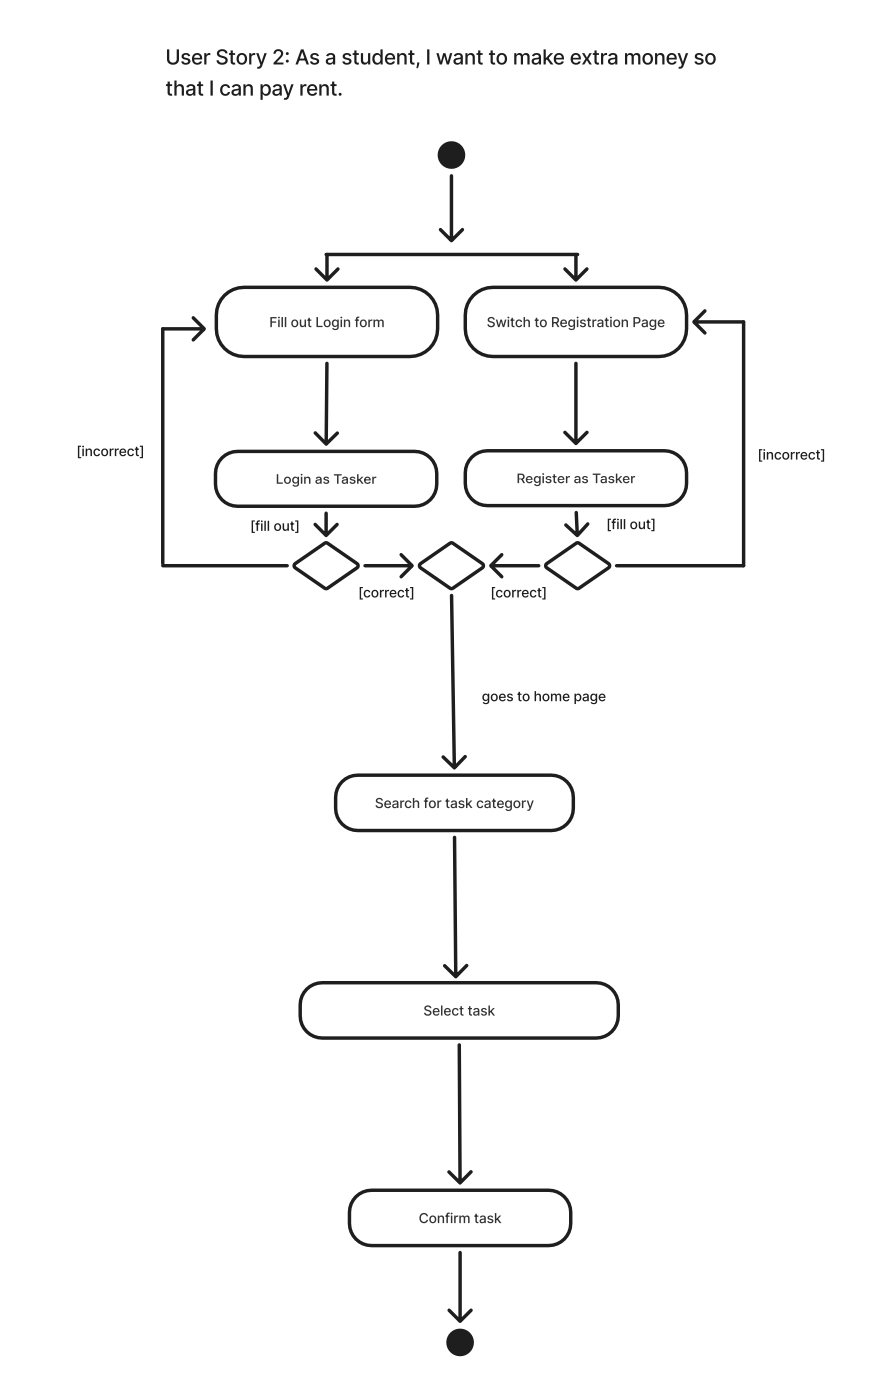 User Story 2: As a student, I want to make extra money so
that I can pay rent.
Fill out Login form
Switch to Registration Page
[incorrect]
[incorrect]
Login as Tasker
Register as Tasker
[fill out]
[fill out]
[correct]
[correct]
goes to home page
Search for task category
Select task
Confirm task